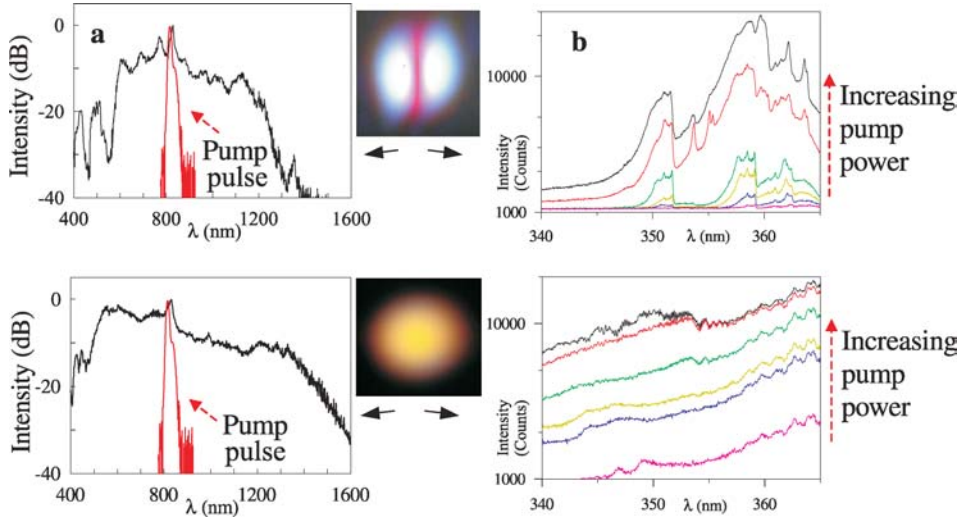 a
Intensity (dB)
0
-20
-40
Pump
pulse
400 800 1200 1600
λ (nm)
b
Intensity
(Counts)
10000
1000
340 350 360
λ (nm)
Increasing
pump
power
Intensity (dB)
0
-20
-40
Pump
pulse
400 800 1200 1600
λ (nm)
Intensity
(Counts)
10000
1000
340 350 360
λ (nm)
Increasing
pump
power